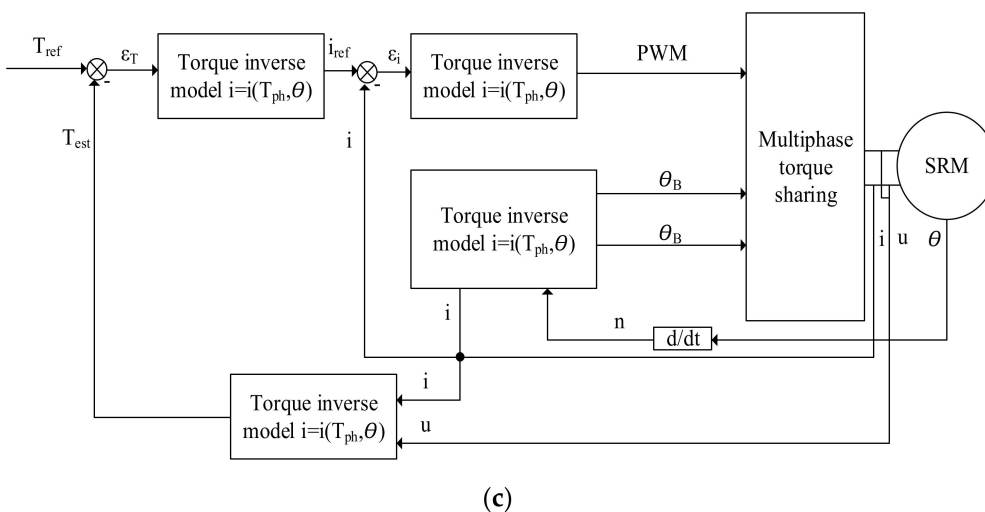 T_ref
ε_T
-
Torque inverse
model i=i(T_ph,θ)
i_ref
ε_i
-
Torque inverse
model i=i(T_ph,θ)
PWM
Multiphase
torque
sharing
SRM
T_est
i
Torque inverse
model i=i(T_ph,θ)
θ_B
θ_B
i
u
θ
i
n
d/dt
Torque inverse
model i=i(T_ph,θ)
i
u
(c)